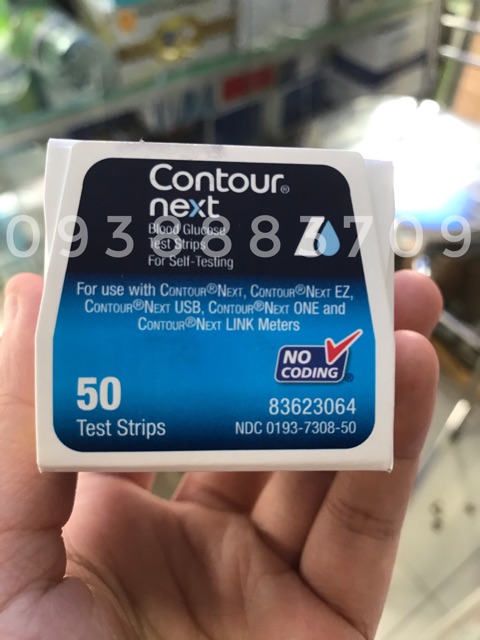 Contour®
next
Blood Glucose
Test Strips
For Self-Testing
0932883709
For use with CONTOUR®NEXT, CONTOUR®NEXT EZ,
CONTOUR®NEXT USB, CONTOUR®NEXT ONE and
CONTOUR®NEXT LINK Meters
NO
CODING®
50
Test Strips
83623064
NDC 0193-7308-50